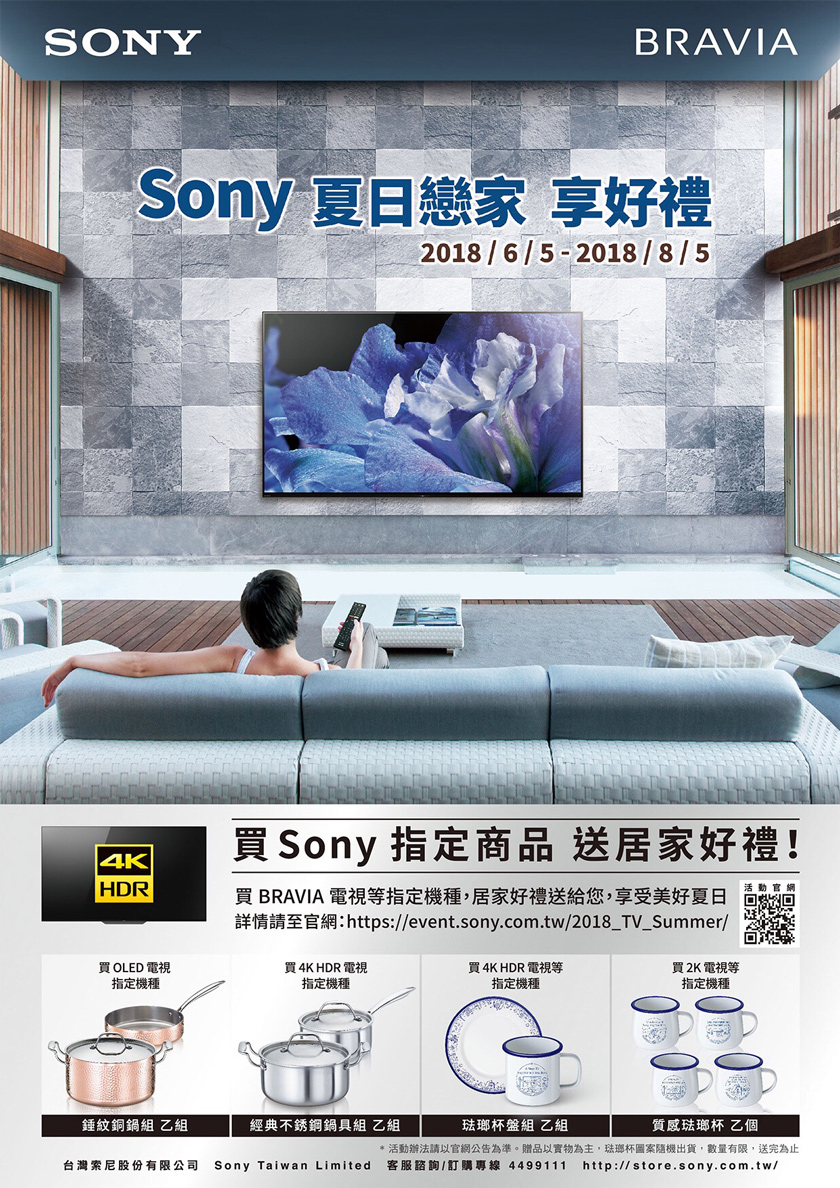 SONY
BRAVIA
Sony 夏日戀家 享好禮
2018 / 6 / 5 - 2018 / 8 / 5
4K
HDR
買 Sony 指定商品 送居家好禮！
買 BRAVIA 電視等指定機種，居家好禮送給您，享受美好夏日
詳情請至官網：https://event.sony.com.tw/2018_TV_Summer/
活動官網
買 OLED 電視
指定機種
錘紋銅鍋組 乙組
買 4K HDR 電視
指定機種
經典不銹鋼鍋具組 乙組
買 4K HDR 電視等
指定機種
琺瑯杯盤組 乙組
買 2K 電視等
指定機種
質感琺瑯杯 乙個
* 活動辦法請以官網公告為準。贈品以實物為主，琺瑯杯圖案隨機出貨，數量有限，送完為止
台灣索尼股份有限公司 Sony Taiwan Limited 客服諮詢/訂購專線 4499111 http://store.sony.com.tw/